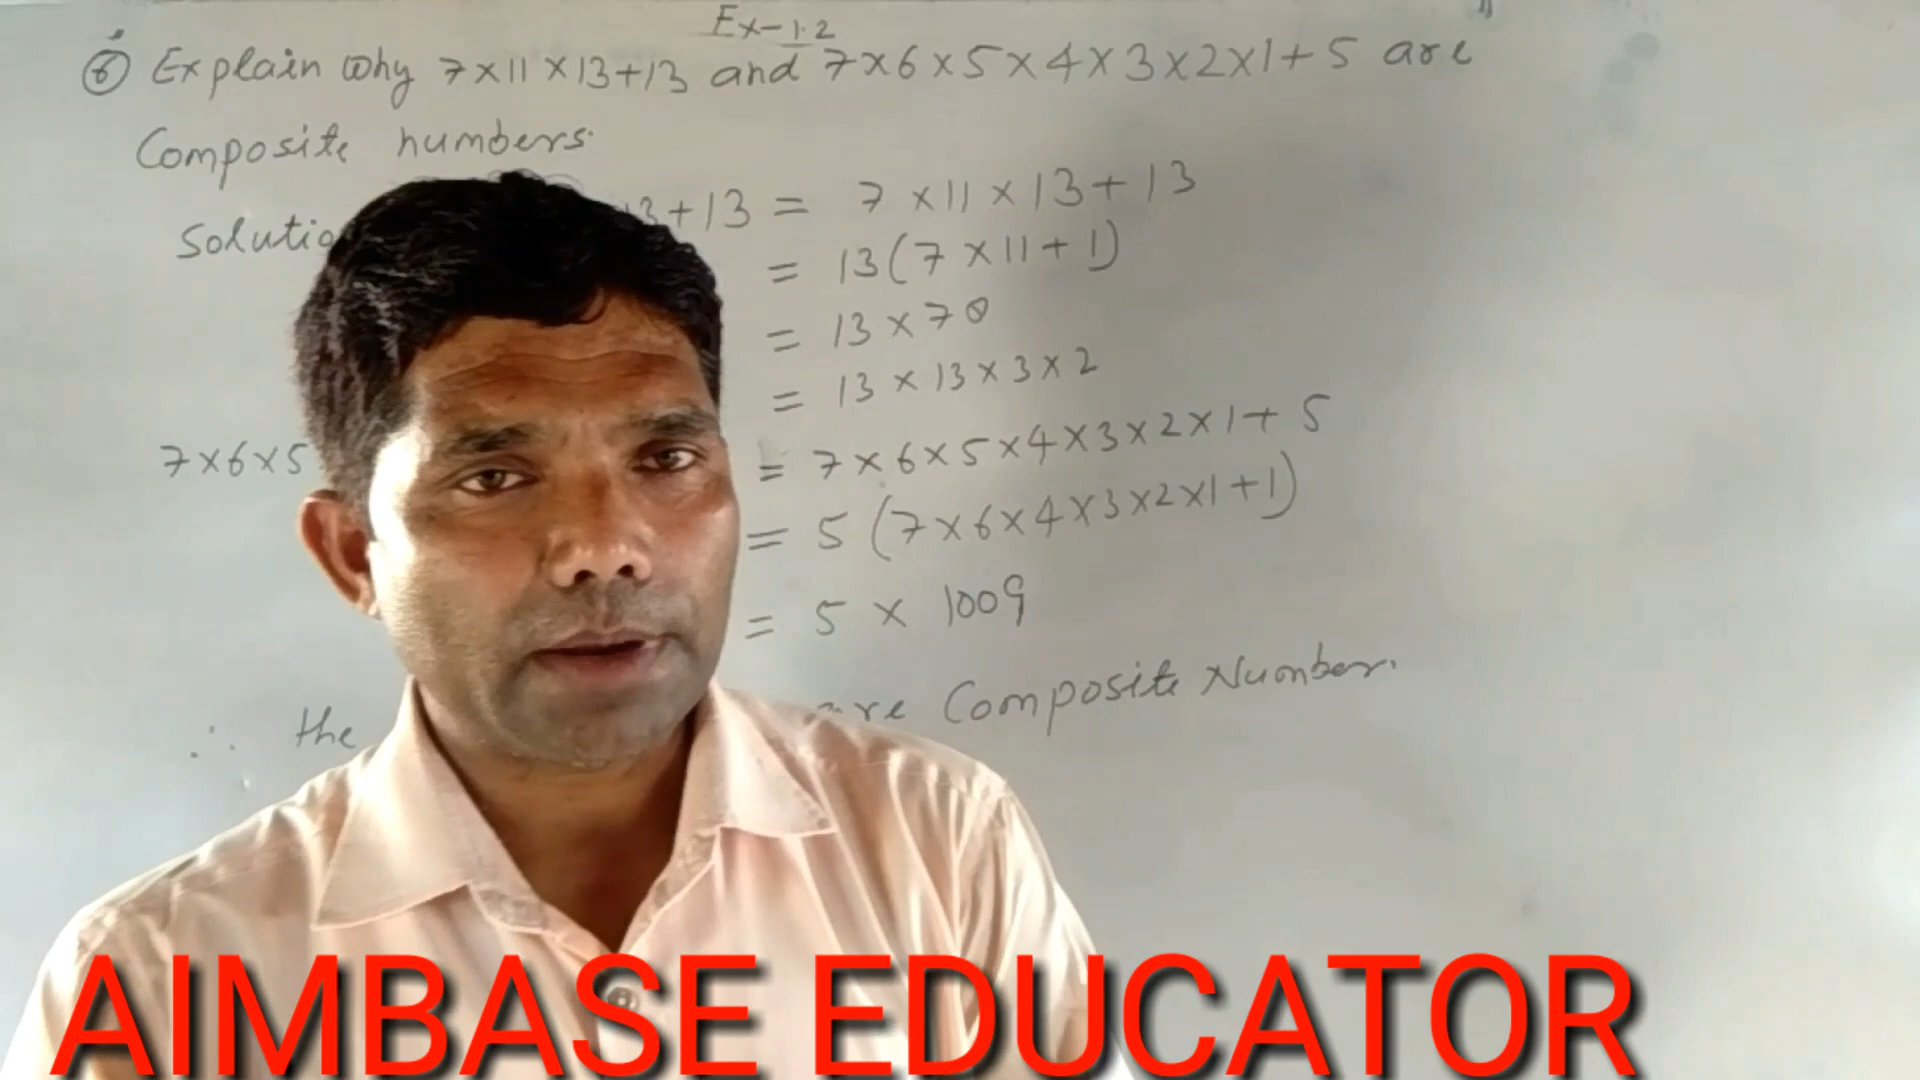 Ex-1.2
⑥ Explain why 7×11×13+13 and 7×6×5×4×3×2×1+5 are
Composite numbers.
Solutio 13+13 = 7×11×13+13
= 13(7×11+1)
= 13×78
= 13×13×3×2
7×6×5 = 7×6×5×4×3×2×1+5
= 5(7×6×4×3×2×1+1)
= 5×1009
∴ the are Composite Number.
AIMBASE EDUCATOR